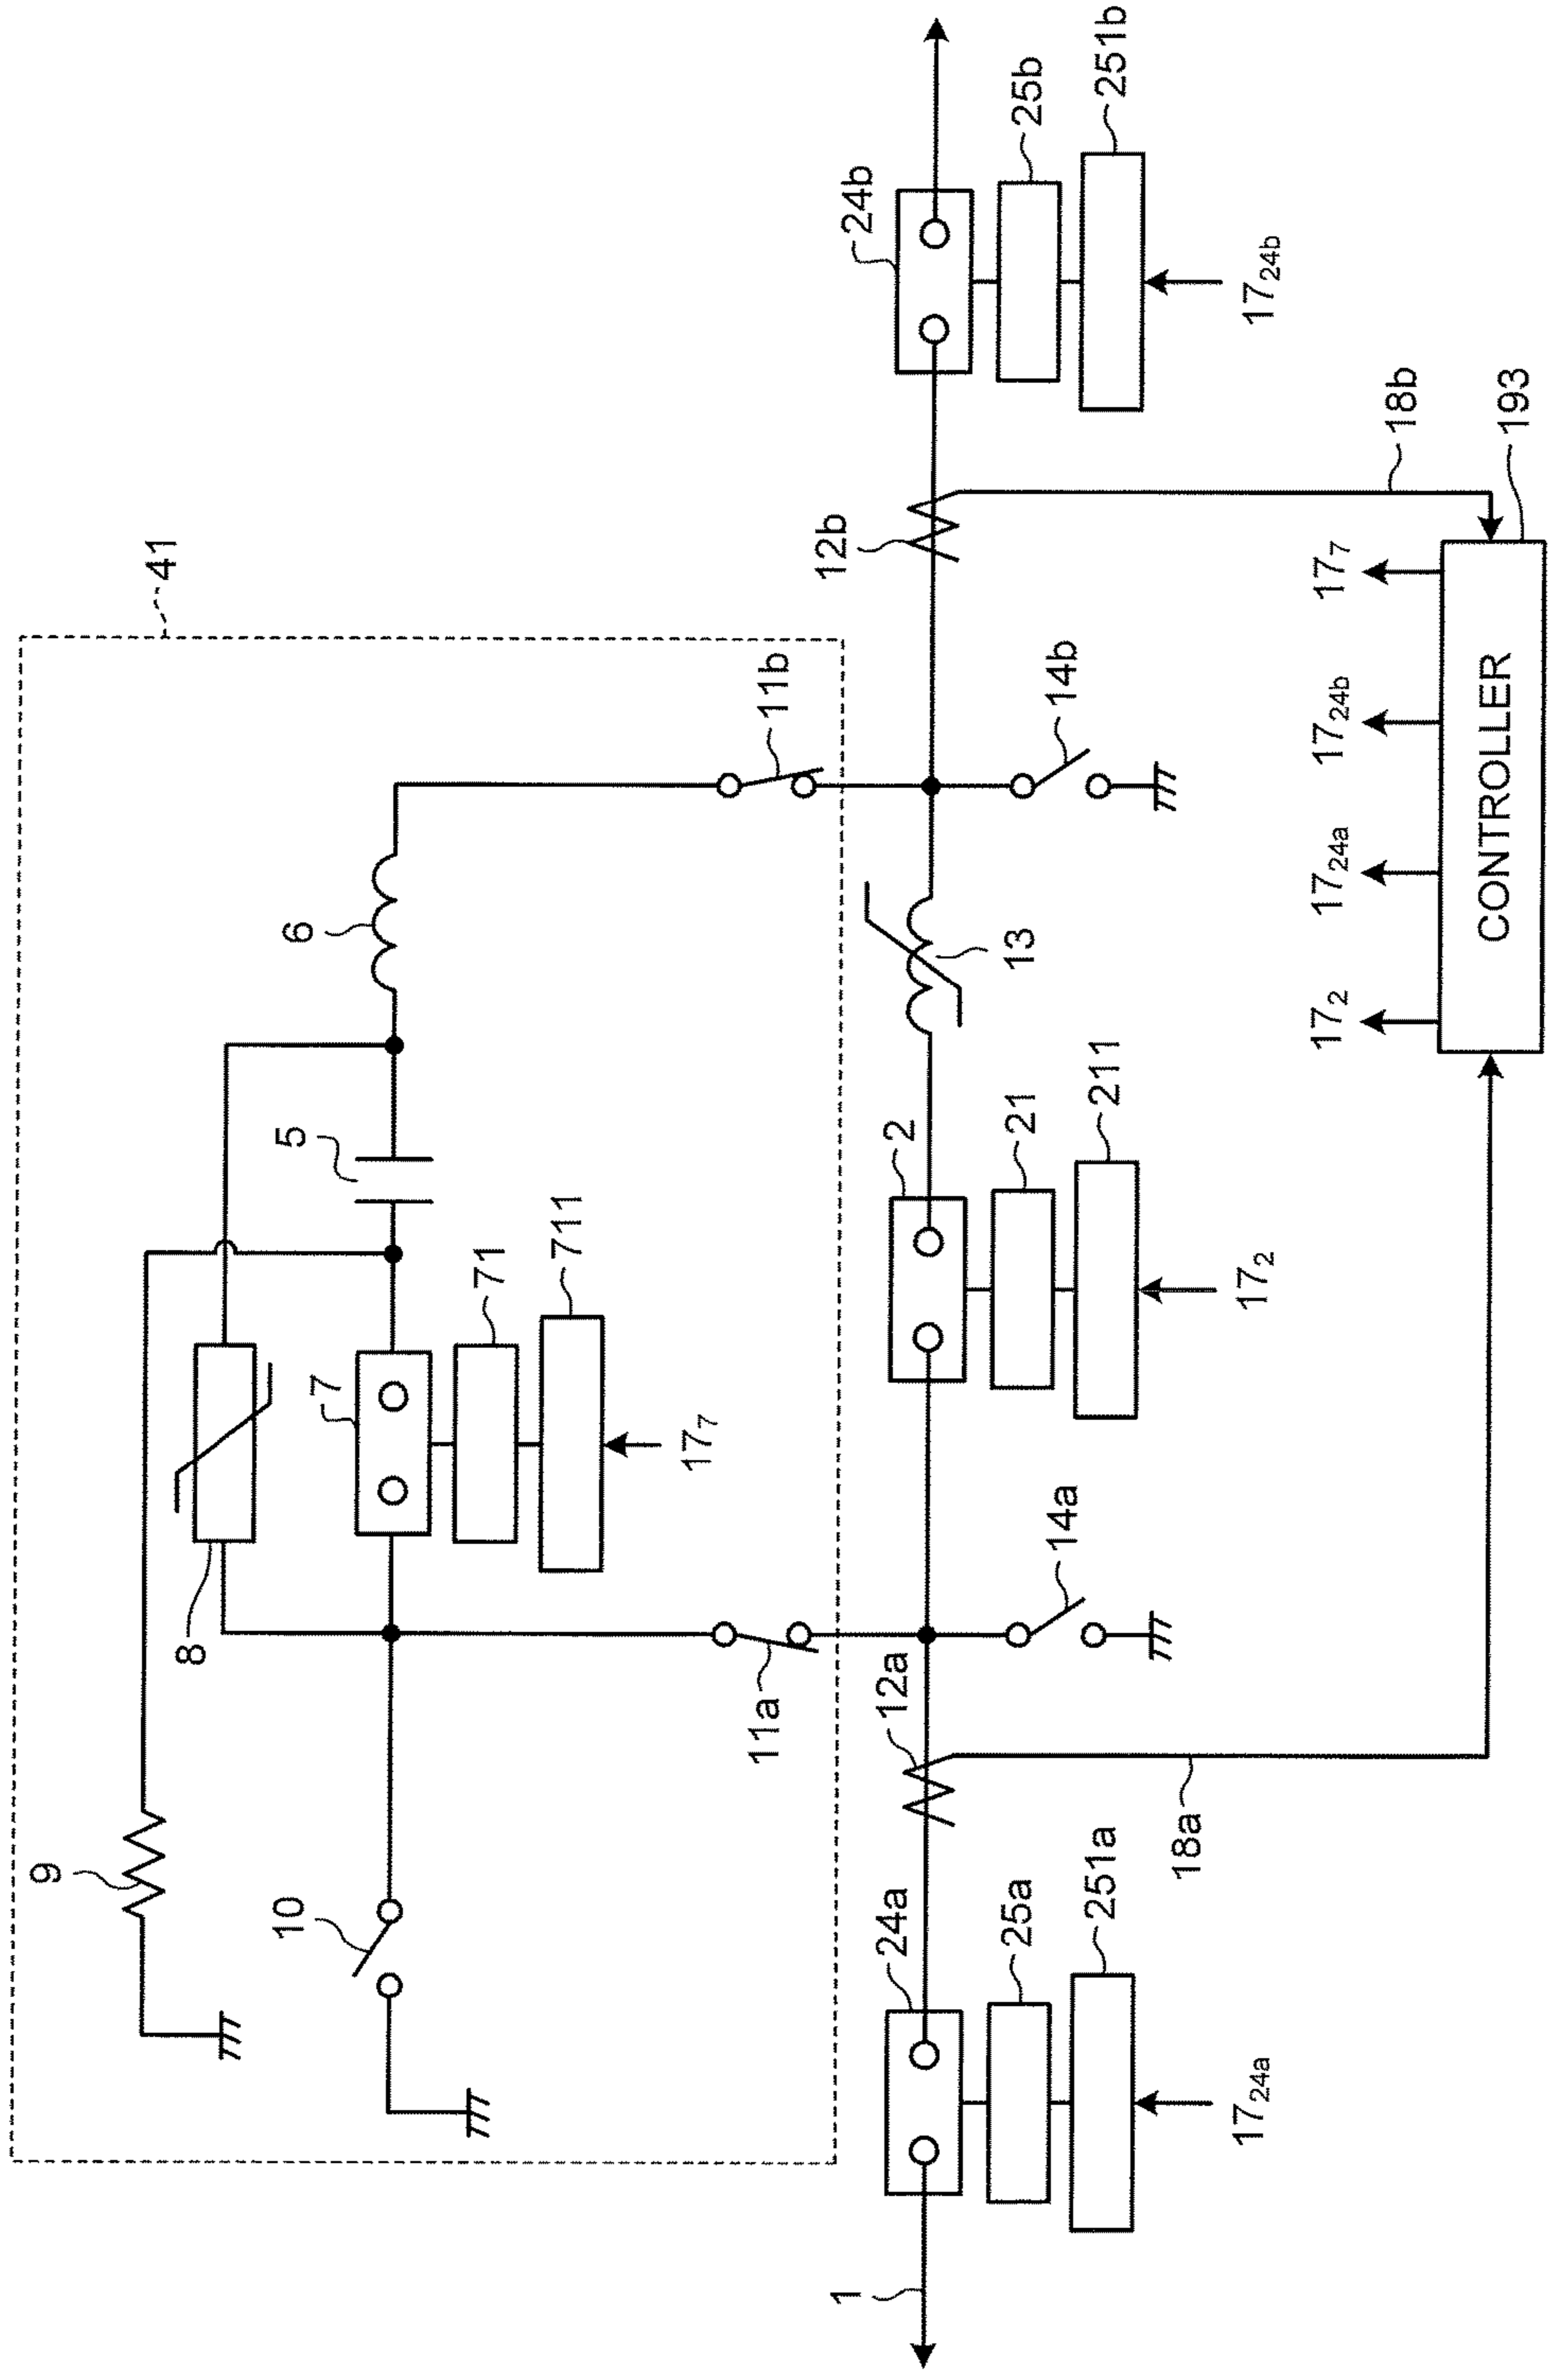 41
9
10
8
7
71
711
17₇
5
6
11a
11b
1
24a
25a
251a
17₂₄ₐ
12a
18a
14a
2
21
211
17₂
13
14b
12b
18b
24b
25b
251b
17₂₄b
17₂
17₂₄ₐ
17₂₄b
17₇
CONTROLLER
193